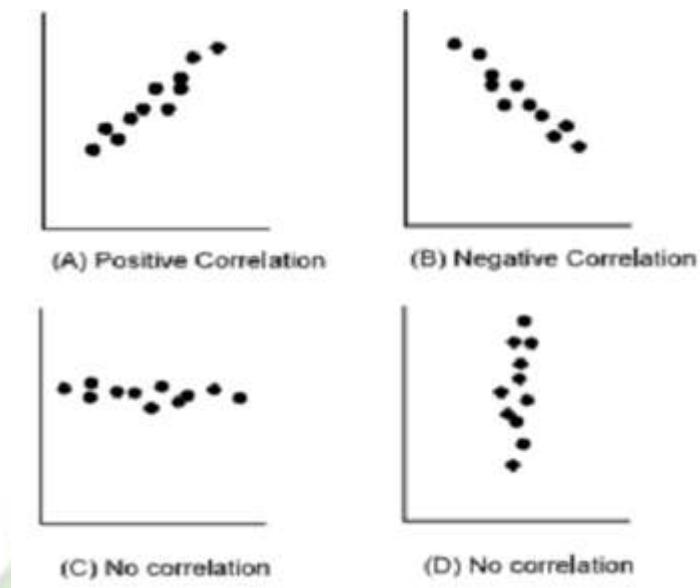 (A) Positive Correlation
(B) Negative Correlation
(C) No correlation
(D) No correlation